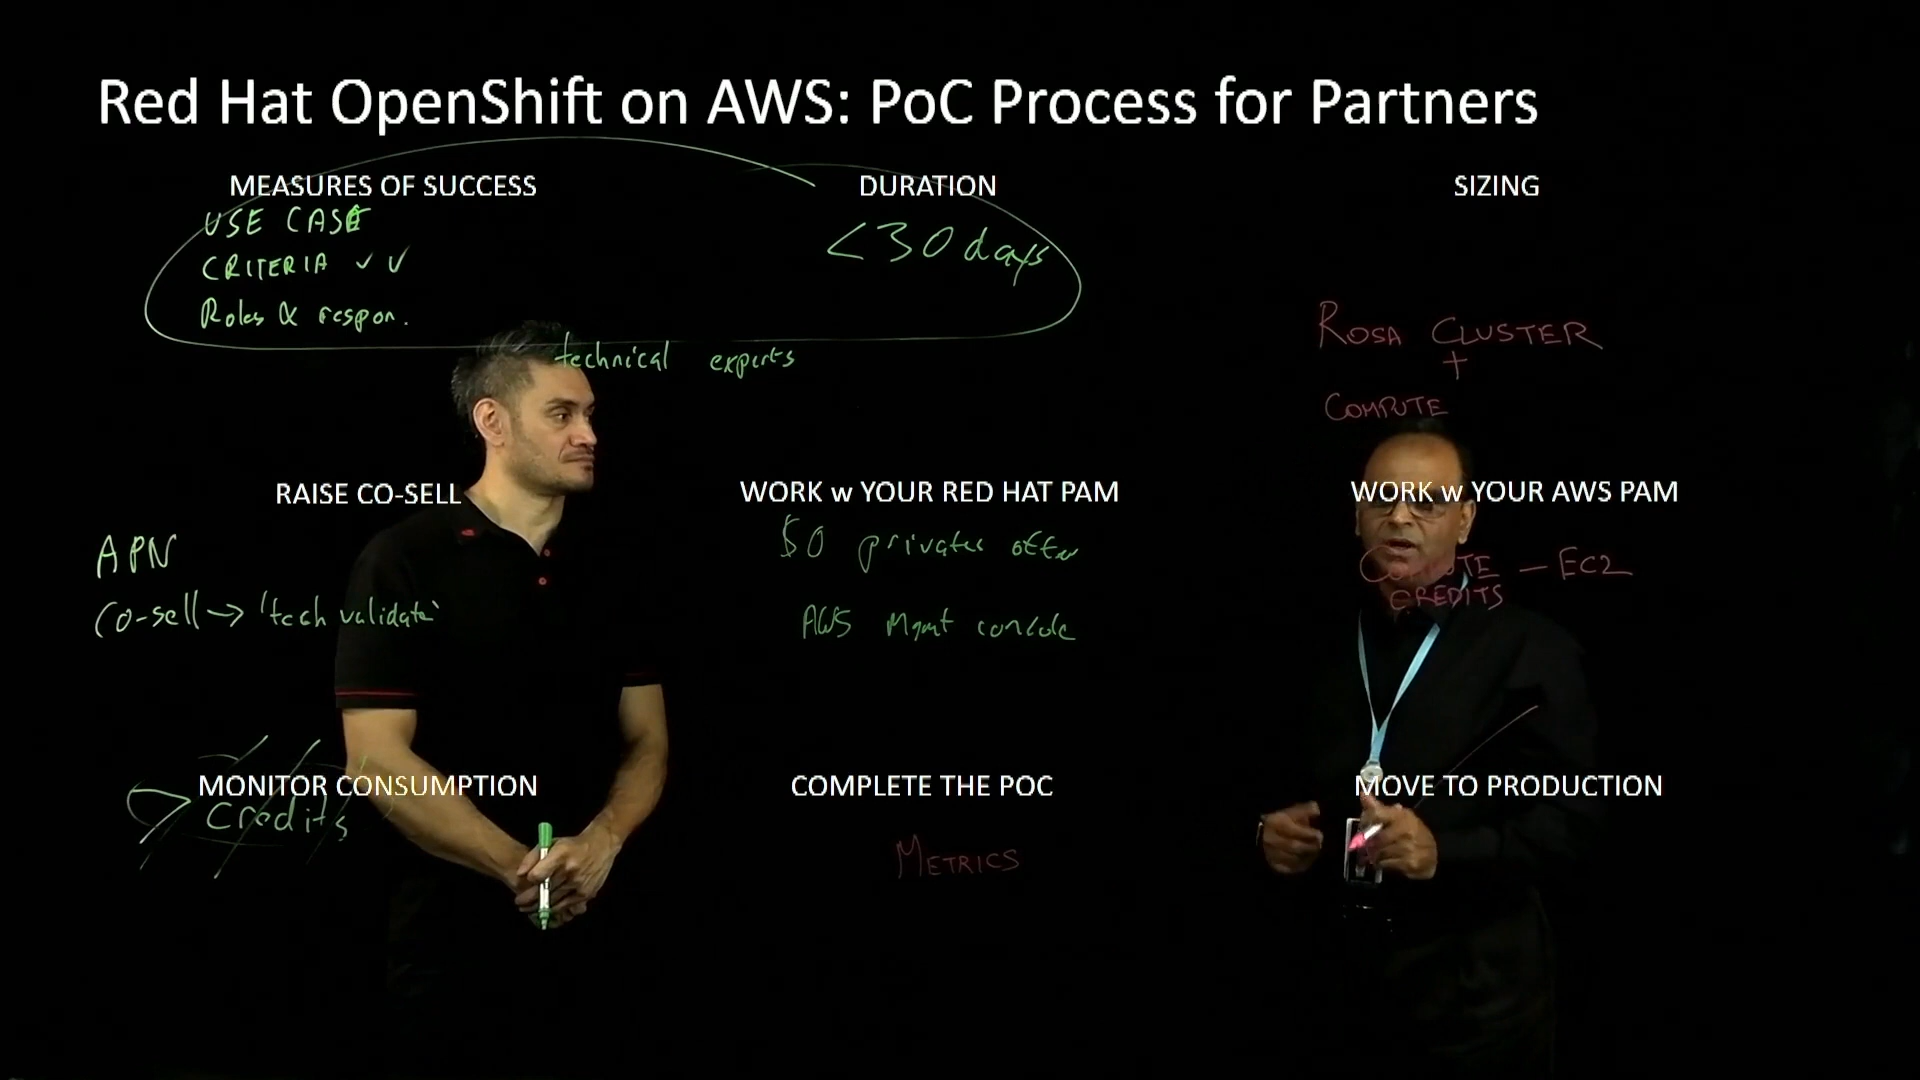 Red Hat OpenShift on AWS: PoC Process for Partners
MEASURES OF SUCCESS
USE CASE
CRITERIA ✓ ✓
Roles & respon.
technical experts
DURATION
<30 days
SIZING
ROSA CLUSTER
+
COMPUTE
RAISE CO-SELL
APN
Co-sell → 'tech validate'
WORK w YOUR RED HAT PAM
$0 private offer
AWS Mgmt console
WORK w YOUR AWS PAM
COMPUTE — EC2
CREDITS
MONITOR CONSUMPTION
credits
COMPLETE THE POC
METRICS
MOVE TO PRODUCTION